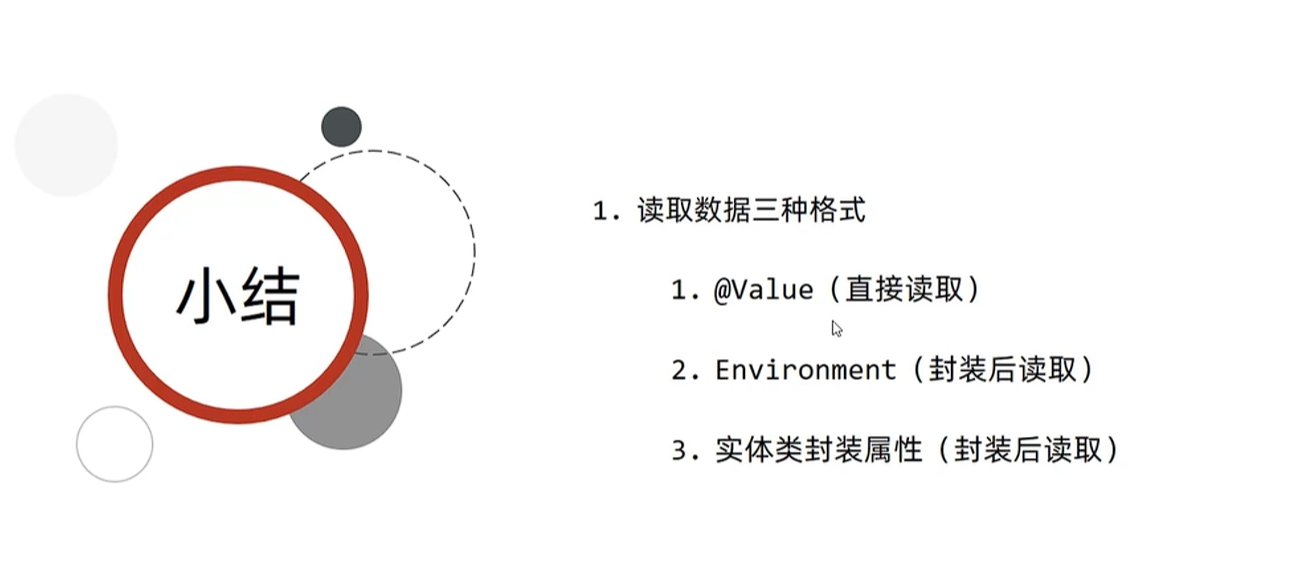 小结
1. 读取数据三种格式
1. @Value（直接读取）
2. Environment（封装后读取）
3. 实体类封装属性（封装后读取）